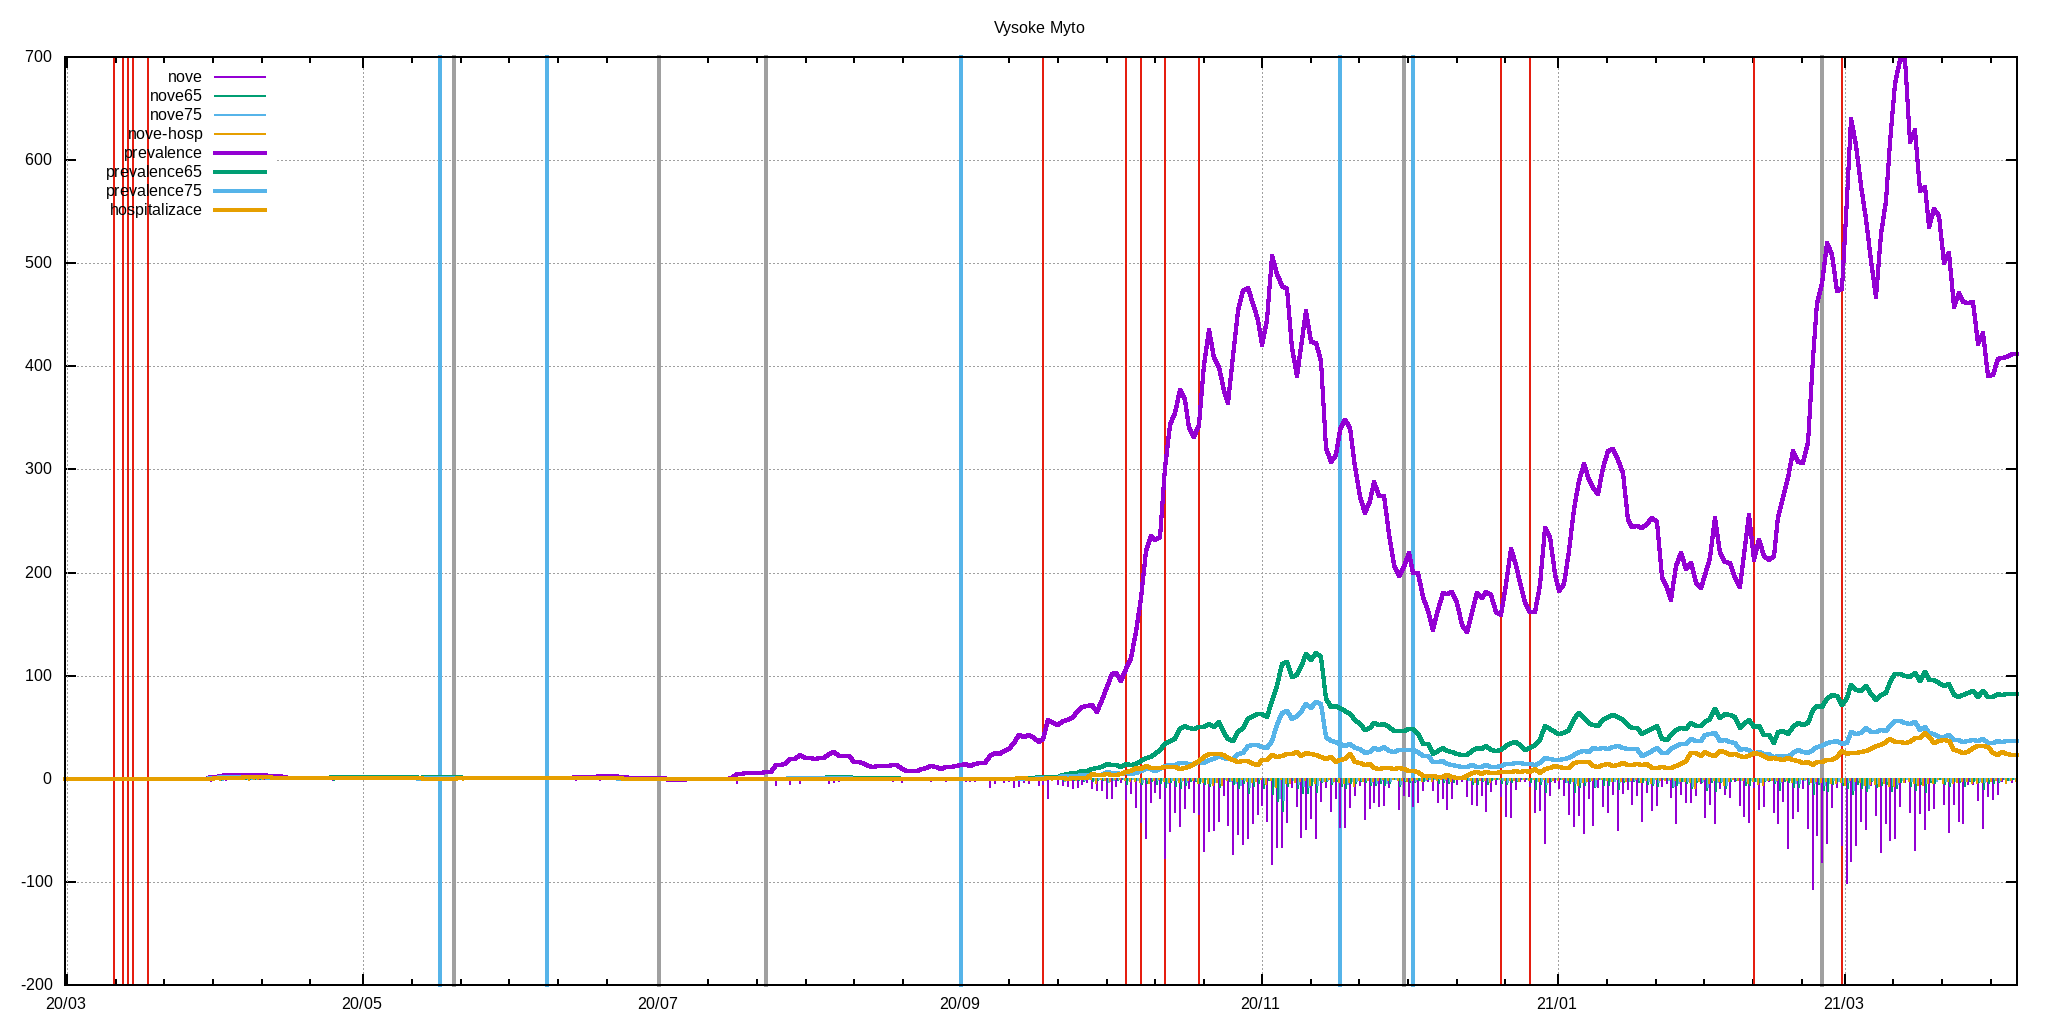 Vysoke Myto
700
600
500
400
300
200
100
0
-100
-200
nove
nove65
nove75
nove-hosp
prevalence
prevalence65
prevalence75
hospitalizace
20/03 20/05 20/07 20/09 20/11 21/01 21/03